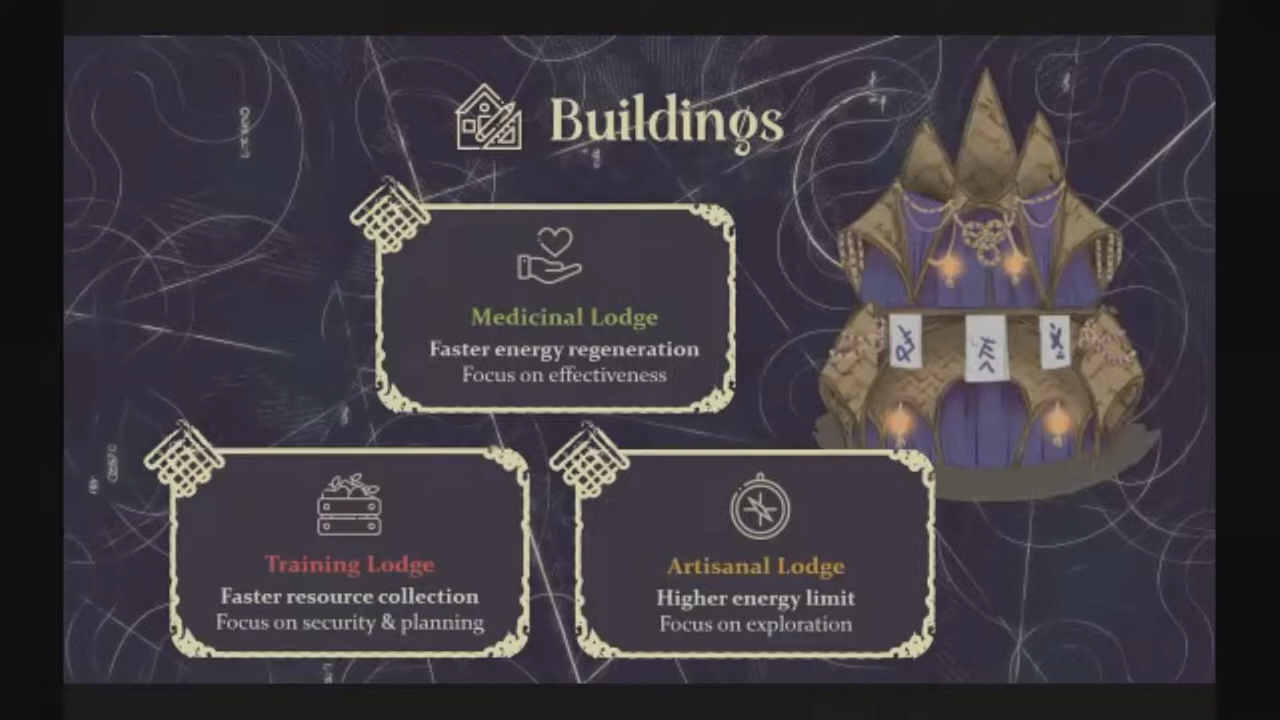 Buildings
Medicinal Lodge
Faster energy regeneration
Focus on effectiveness
Training Lodge
Faster resource collection
Focus on security & planning
Artisanal Lodge
Higher energy limit
Focus on exploration